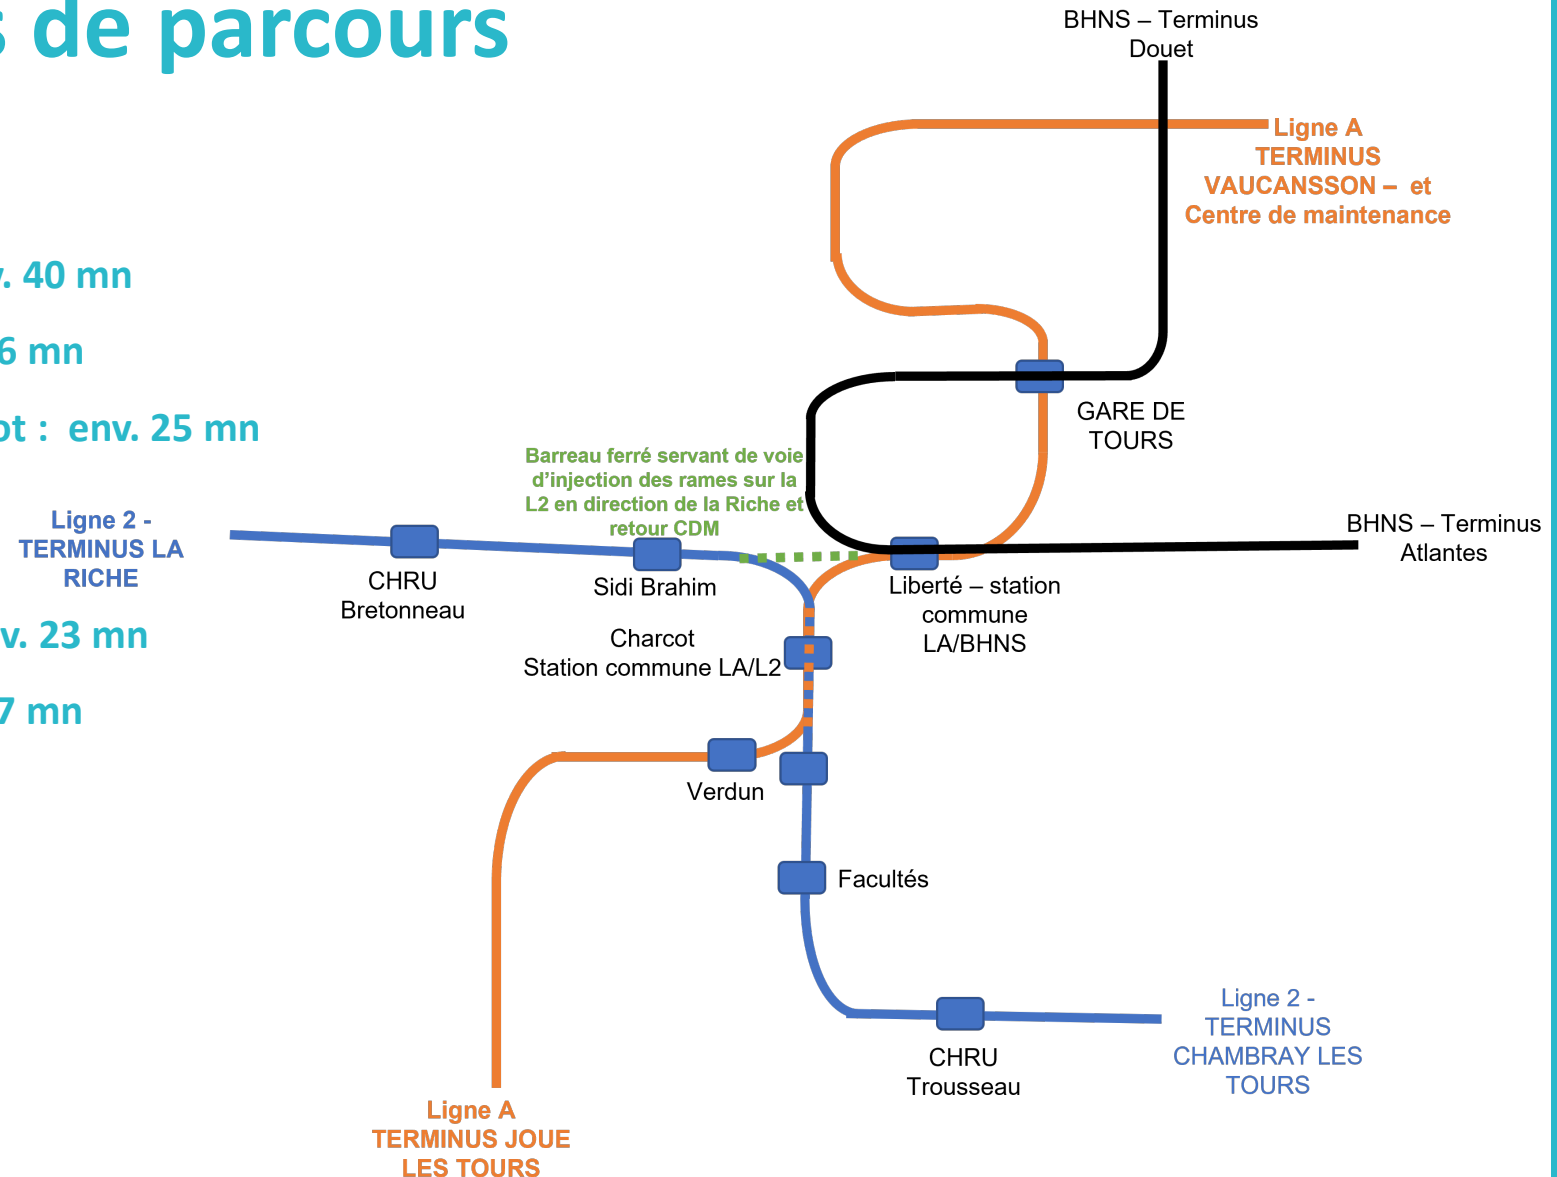 s de parcours
BHNS – Terminus
Douet
Ligne A
TERMINUS
VAUCANSSON – et
Centre de maintenance
v. 40 mn
6 mn
ot : env. 25 mn
v. 23 mn
7 mn
GARE DE
TOURS
Barreau ferré servant de voie
d'injection des rames sur la
L2 en direction de la Riche et
retour CDM
Ligne 2 -
TERMINUS LA
RICHE
CHRU
Bretonneau
Sidi Brahim
BHNS – Terminus
Atlantes
Liberté – station
commune
LA/BHNS
Charcot
Station commune LA/L2
Verdun
Facultés
CHRU
Trousseau
Ligne 2 -
TERMINUS
CHAMBRAY LES
TOURS
Ligne A
TERMINUS JOUE
LES TOURS